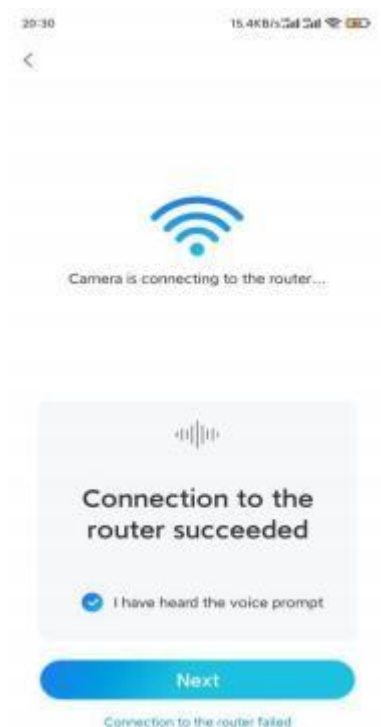 20:30
15.4KB/s
Camera is connecting to the router...
Connection to the
router succeeded
I have heard the voice prompt
Next
Connection to the router failed